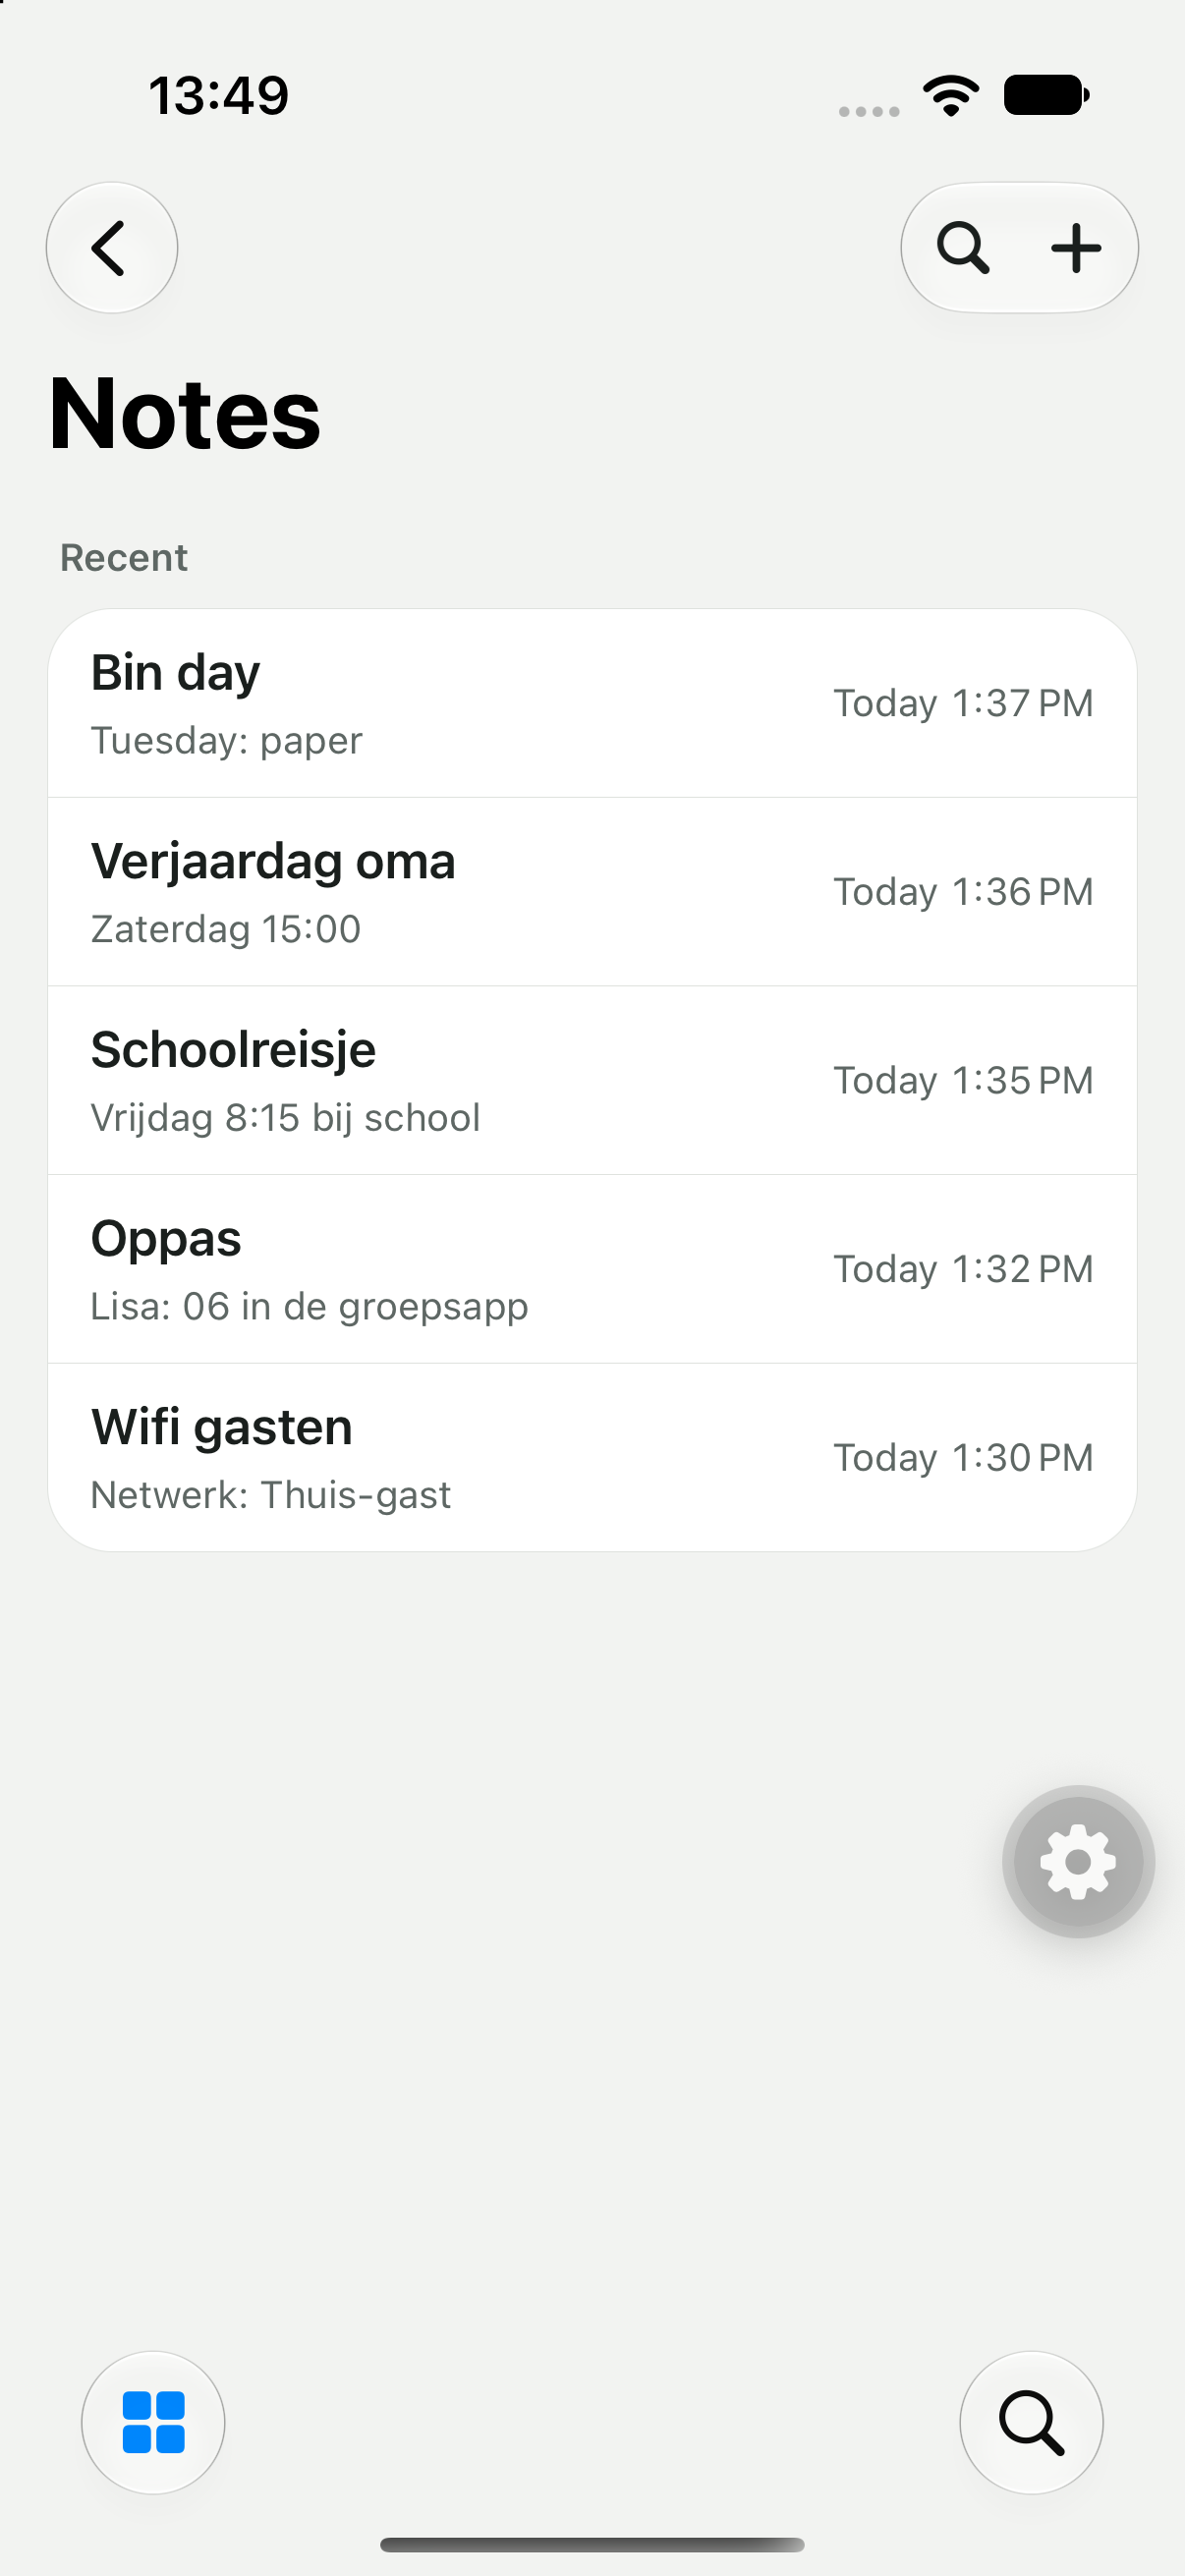 13:49
Notes
Recent
Bin day
Tuesday: paper
Today 1:37 PM
Verjaardag oma
Zaterdag 15:00
Today 1:36 PM
Schoolreisje
Vrijdag 8:15 bij school
Today 1:35 PM
Oppas
Lisa: 06 in de groepsapp
Today 1:32 PM
Wifi gasten
Netwerk: Thuis-gast
Today 1:30 PM